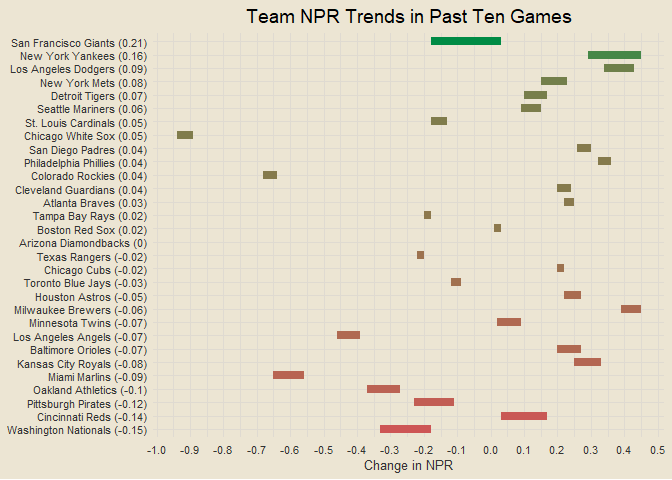 Team NPR Trends in Past Ten Games
San Francisco Giants (0.21)
New York Yankees (0.16)
Los Angeles Dodgers (0.09)
New York Mets (0.08)
Detroit Tigers (0.07)
Seattle Mariners (0.06)
St. Louis Cardinals (0.05)
Chicago White Sox (0.05)
San Diego Padres (0.04)
Philadelphia Phillies (0.04)
Colorado Rockies (0.04)
Cleveland Guardians (0.04)
Atlanta Braves (0.03)
Tampa Bay Rays (0.02)
Boston Red Sox (0.02)
Arizona Diamondbacks (0)
Texas Rangers (-0.02)
Chicago Cubs (-0.02)
Toronto Blue Jays (-0.03)
Houston Astros (-0.05)
Milwaukee Brewers (-0.06)
Minnesota Twins (-0.07)
Los Angeles Angels (-0.07)
Baltimore Orioles (-0.07)
Kansas City Royals (-0.08)
Miami Marlins (-0.09)
Oakland Athletics (-0.1)
Pittsburgh Pirates (-0.12)
Cincinnati Reds (-0.14)
Washington Nationals (-0.15)
-1.0 -0.9 -0.9 -0.8 -0.7 -0.6 -0.5 -0.4 -0.2 -0.1 0.0 0.1 0.2 0.3 0.4 0.5
Change in NPR